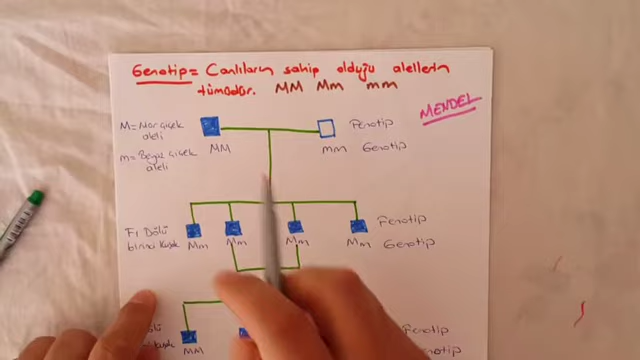 Genotip= Canlıların sahip olduğu alellerin
tümüdür. MM Mm mm
MENDEL
M= Mor çiçek
aleli
Fenotip
MM
mm Genotip
m= Beyaz çiçek
aleli
F1 Dölü
birinci kuşak
Fenotip
Mm Mm Mm Mm Genotip
Fenotip
MM